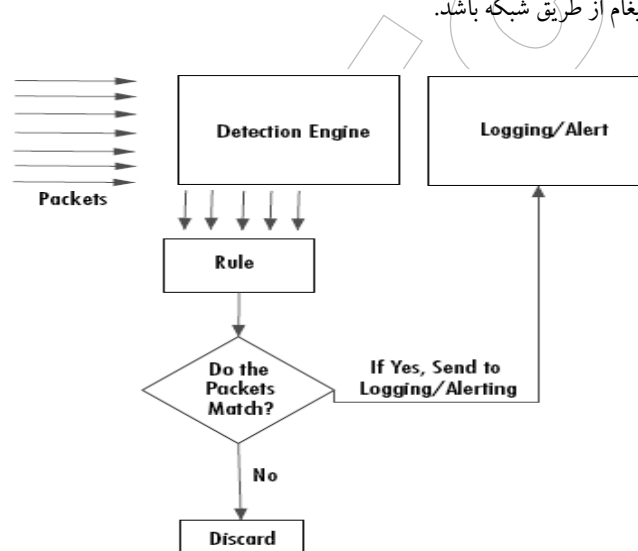 یغام از طریق شبکه باشد.
Detection Engine
Logging/Alert
Packets
Rule
Do the
Packets
Match?
If Yes, Send to
Logging/Alerting
No
Discard